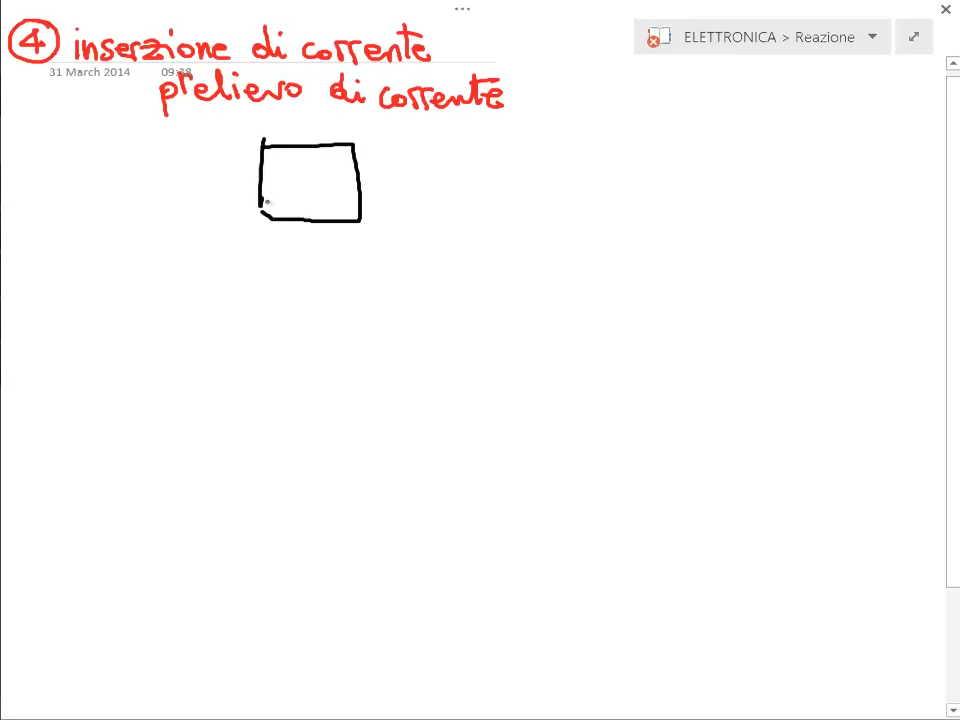 ④ inserzione di corrente
31 March 2014 09:38
prelievo di corrente
ELETTRONICA > Reazione